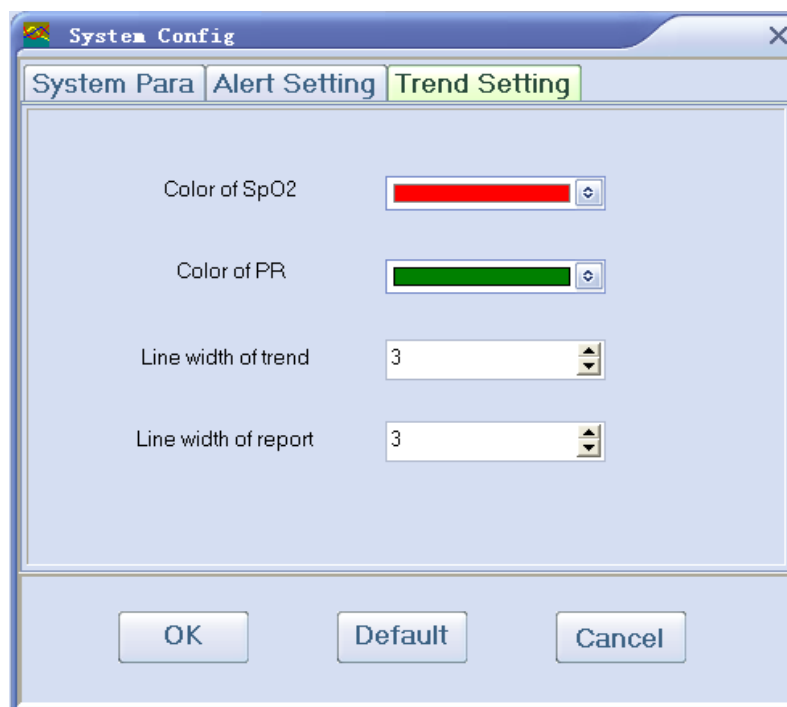 System Config
System Para Alert Setting Trend Setting
Color of SpO2
Color of PR
Line width of trend 3
Line width of report 3
OK Default Cancel